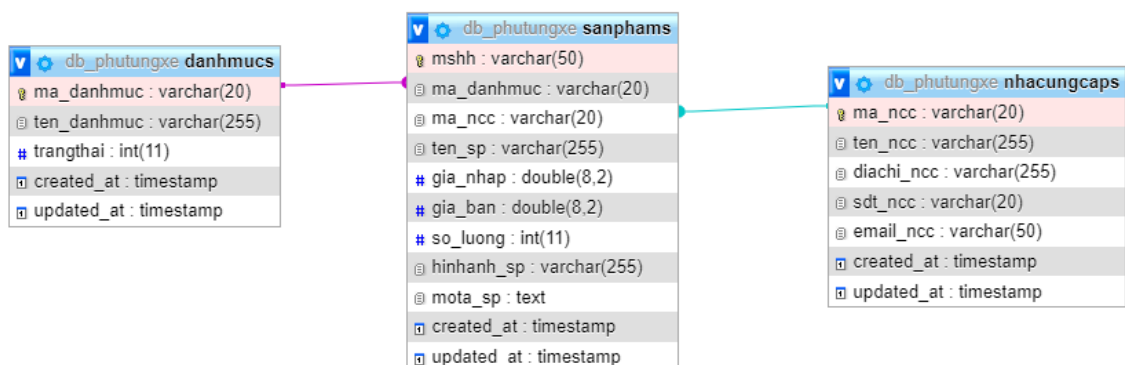 db_phutungxe danhmucs
ma_danhmuc : varchar(20)
ten_danhmuc : varchar(255)
# trangthai : int(11)
created_at : timestamp
updated_at : timestamp
db_phutungxe sanphams
mshh : varchar(50)
ma_danhmuc : varchar(20)
ma_ncc : varchar(20)
ten_sp : varchar(255)
# gia_nhap : double(8,2)
# gia_ban : double(8,2)
# so_luong : int(11)
hinhanh_sp : varchar(255)
mota_sp : text
created_at : timestamp
updated_at : timestamp
db_phutungxe nhacungcaps
ma_ncc : varchar(20)
ten_ncc : varchar(255)
diachi_ncc : varchar(255)
sdt_ncc : varchar(20)
email_ncc : varchar(50)
created_at : timestamp
updated_at : timestamp